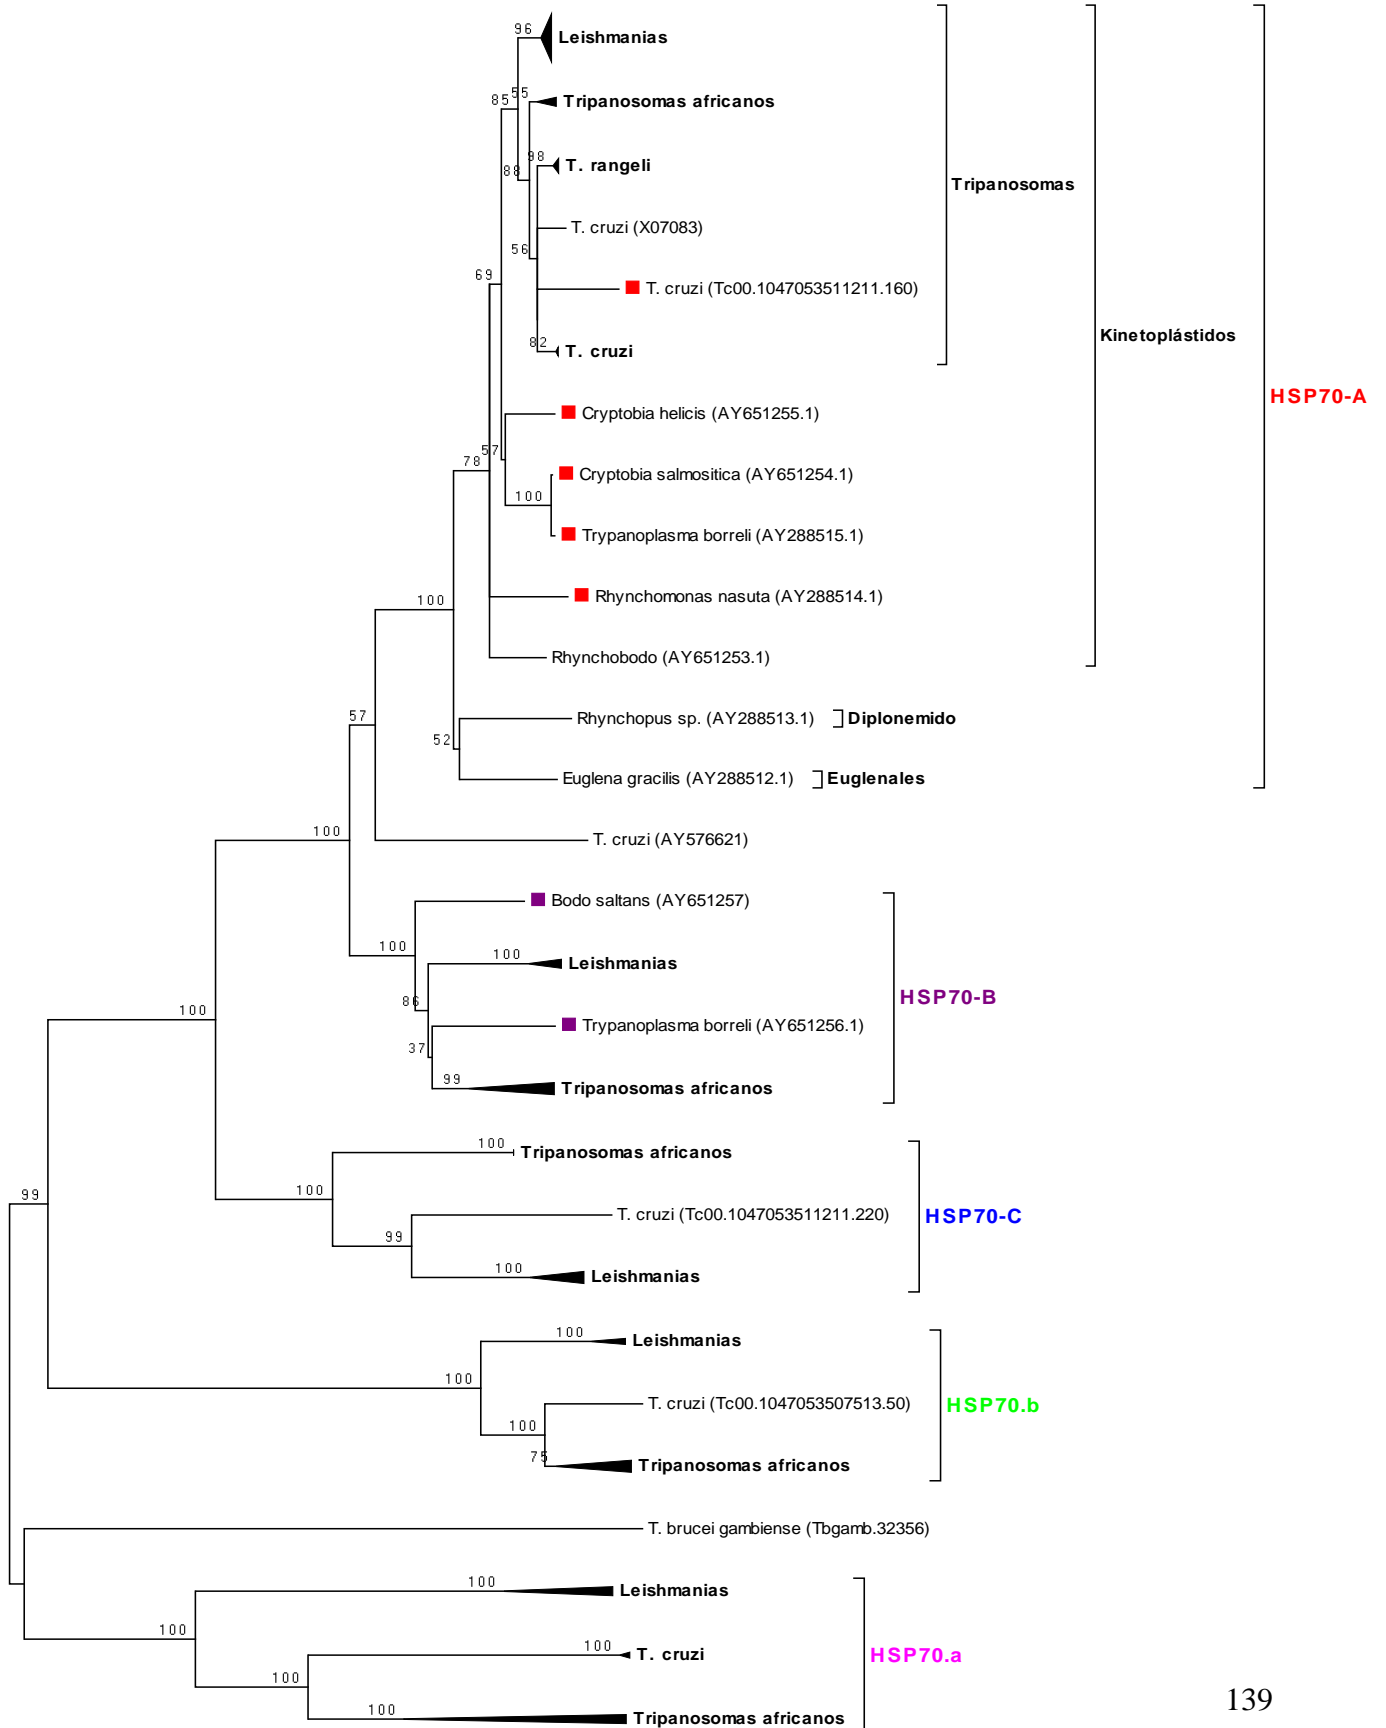 96
Leishmanias
55
85
Tripanosomas africanos
98
88
T. rangeli
Tripanosomas
T. cruzi (X07083)
56
69
T. cruzi (Tc00.1047053511211.160)
Kinetoplástidos
82
T. cruzi
HSP70-A
Cryptobia helicis (AY651255.1)
57
78
Cryptobia salmositica (AY651254.1)
100
Trypanoplasma borreli (AY288515.1)
100
Rhynchomonas nasuta (AY288514.1)
Rhynchobodo (AY651253.1)
57
Rhynchopus sp. (AY288513.1)
Diplonemido
52
Euglena gracilis (AY288512.1)
Euglenales
100
T. cruzi (AY576621)
Bodo saltans (AY651257)
100
100
Leishmanias
HSP70-B
86
100
Trypanoplasma borreli (AY651256.1)
37
99
Tripanosomas africanos
100
Tripanosomas africanos
99
100
T. cruzi (Tc00.1047053511211.220)
HSP70-C
99
100
Leishmanias
100
Leishmanias
100
T. cruzi (Tc00.1047053507513.50)
HSP70.b
100
75
Tripanosomas africanos
T. brucei gambiense (Tbgamb.32356)
100
Leishmanias
100
100
T. cruzi
HSP70.a
100
100
Tripanosomas africanos
139